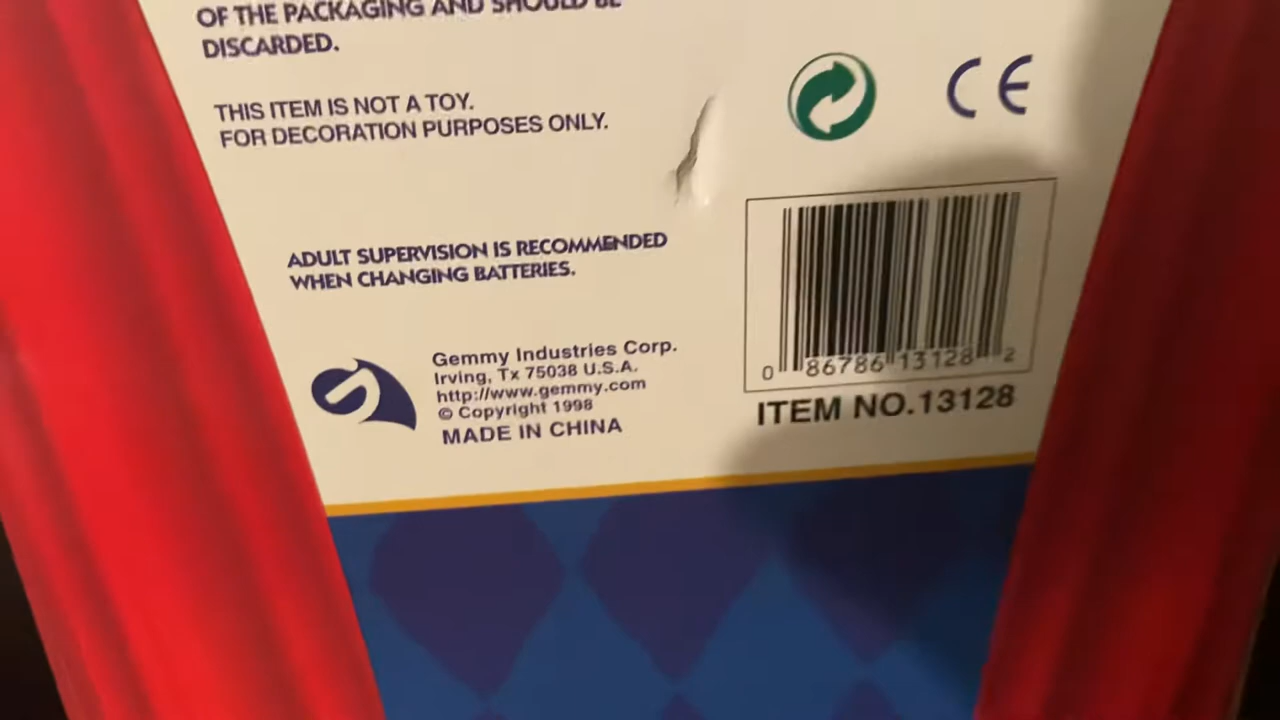 OF THE PACKAGING AND SHOULD BE
DISCARDED.
THIS ITEM IS NOT A TOY.
FOR DECORATION PURPOSES ONLY.
CE
ADULT SUPERVISION IS RECOMMENDED
WHEN CHANGING BATTERIES.
Gemmy Industries Corp.
Irving, Tx 75038 U.S.A.
http://www.gemmy.com
© Copyright 1998
MADE IN CHINA
0 86786 13128 2
ITEM NO.13128